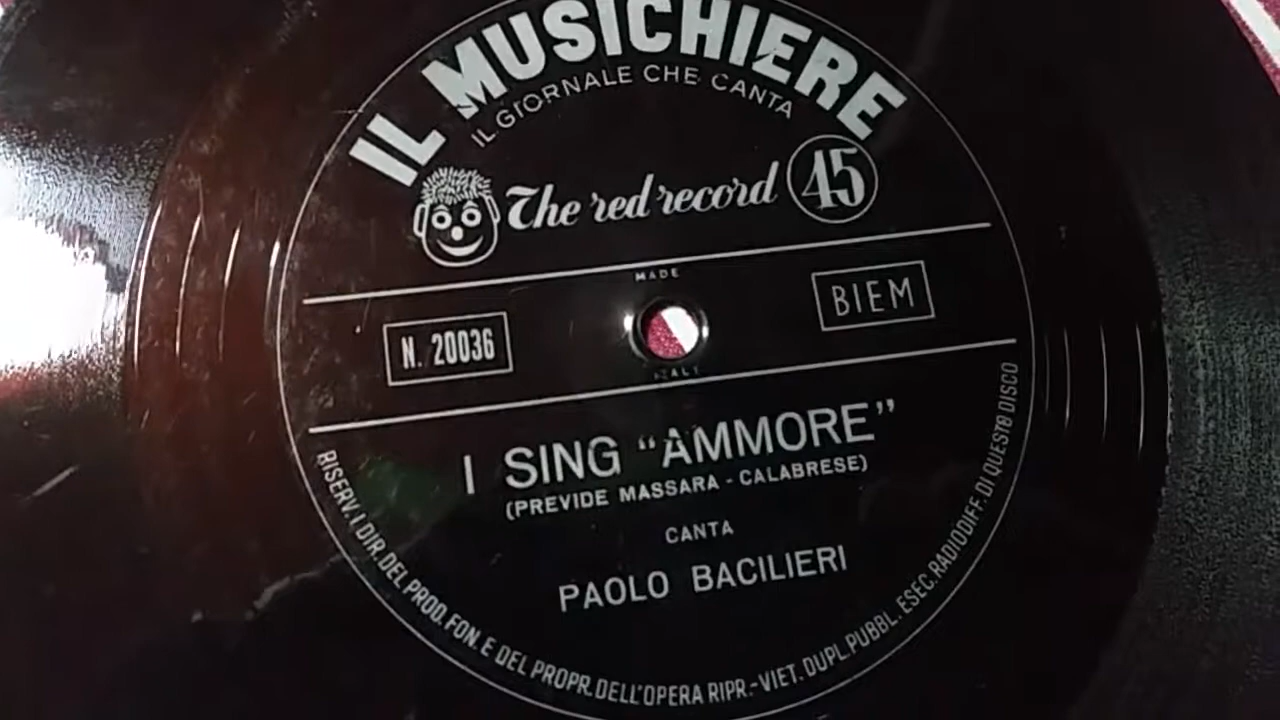 IL MUSICHIERE
IL GIORNALE CHE CANTA
The red record 45
MADE
ITALY
N. 20036
BIEM
I SING “AMMORE”
(PREVIDE MASSARA - CALABRESE)
CANTA
PAOLO BACILIERI
RISERV. I DIR. DEL PROD. FON. E DEL PROPR. DELL'OPERA RIPR.-VIET. DUPL. PUBBL. ESEC. RADIODIFF. DI QUESTO DISCO